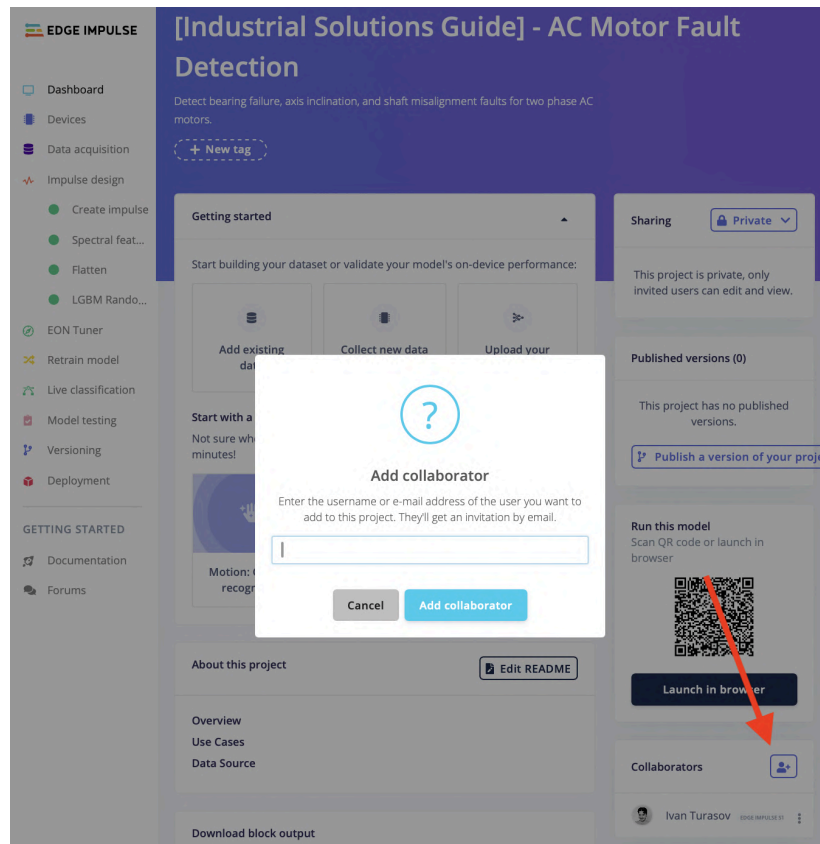 EDGE IMPULSE
Dashboard
Devices
Data acquisition
Impulse design
Create impulse
Spectral feat...
Flatten
LGBM Rando...
EON Tuner
Retrain model
Live classification
Model testing
Versioning
Deployment
GETTING STARTED
Documentation
Forums
[Industrial Solutions Guide] - AC Motor Fault
Detection
Detect bearing failure, axis inclination, and shaft misalignment faults for two phase AC
motors.
+ New tag
Getting started
Start building your dataset or validate your model's on-device performance:
Add existing
dat
Collect new data
Upload your
Start with a
Not sure whe
minutes!
Motion:
recogr
Add collaborator
Enter the username or e-mail address of the user you want to
add to this project. They'll get an invitation by email.
Cancel
Add collaborator
About this project
Edit README
Overview
Use Cases
Data Source
Download block output
Sharing
Private
This project is private, only
invited users can edit and view.
Published versions (0)
This project has no published
versions.
Publish a version of your proje
Run this model
Scan QR code or launch in
browser
Launch in browser
Collaborators
Ivan Turasov